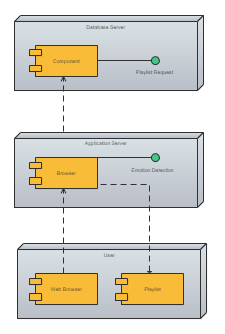 Database Server
Component
Playlist Request
Application Server
Browser
Emotion Detection
User
Web Browser
Playlist